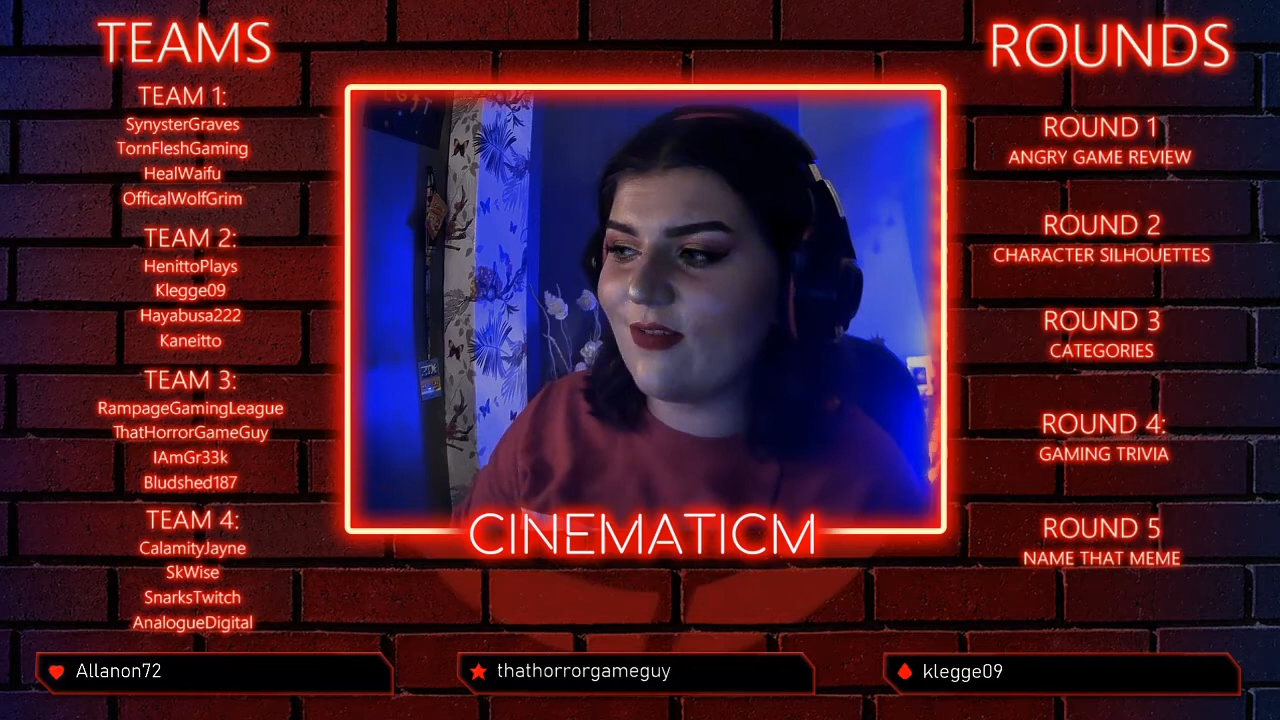 TEAMS
TEAM 1:
SynysterGraves
TornFleshGaming
HealWaifu
OfficalWolfGrim
TEAM 2:
HenittoPlays
Klegge09
Hayabusa222
Kaneitto
TEAM 3:
RampageGamingLeague
ThatHorrorGameGuy
IAmGr33k
Bludshed187
TEAM 4:
CalamityJayne
SkWise
SnarksTwitch
AnalogueDigital
CINEMATICM
ROUNDS
ROUND 1
ANGRY GAME REVIEW
ROUND 2
CHARACTER SILHOUETTES
ROUND 3
CATEGORIES
ROUND 4:
GAMING TRIVIA
ROUND 5
NAME THAT MEME
Allanon72
thathorrorgameguy
klegge09